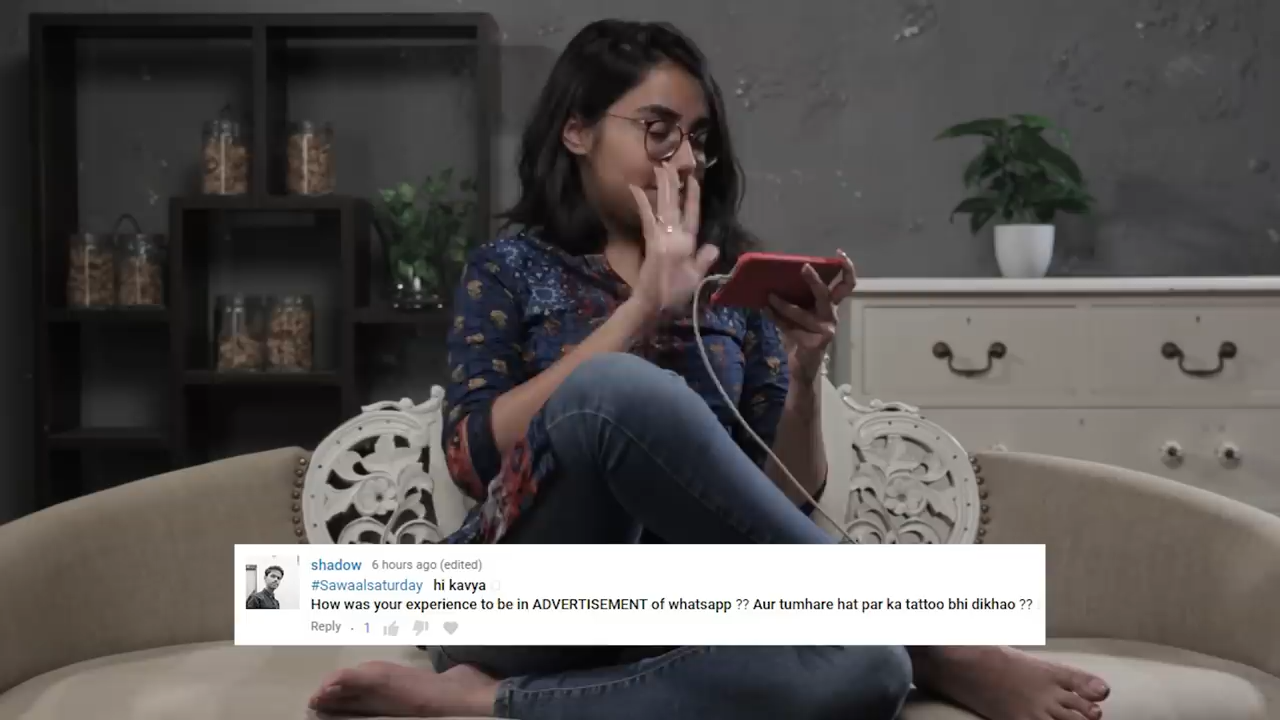 shadow 6 hours ago (edited)
#Sawaalsaturday hi kavya
How was your experience to be in ADVERTISEMENT of whatsapp ?? Aur tumhare hat par ka tattoo bhi dikhao ??
Reply . 1